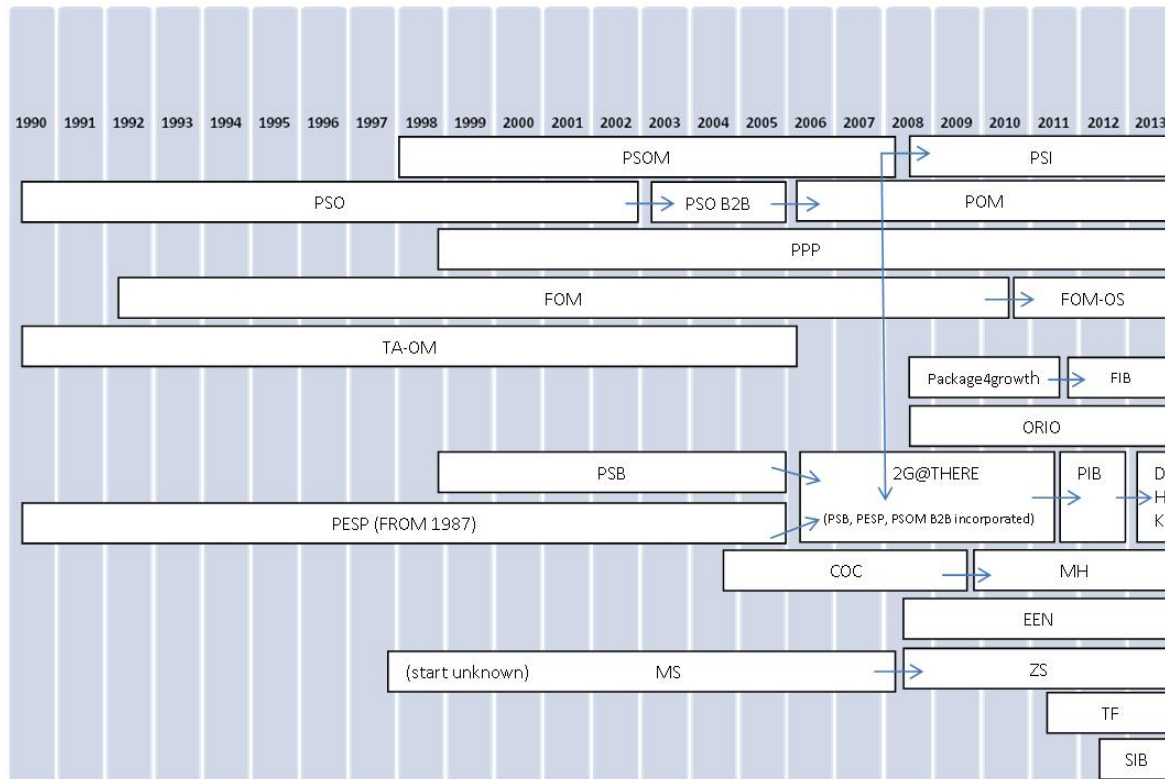 1990 1991 1992 1993 1994 1995 1996 1997 1998 1999 2000 2001 2002 2003 2004 2005 2006 2007 2008 2009 2010 2011 2012 2013
PSOM PSI
PSO PSO B2B POM
PPP
FOM FOM-OS
TA-OM
Package4growth FIB
ORIO
PSB 2G@THERE PIB D
H
PESP (FROM 1987) (PSB, PESP, PSOM B2B incorporated) K
COC MH
EEN
(start unknown) MS ZS
TF
SIB